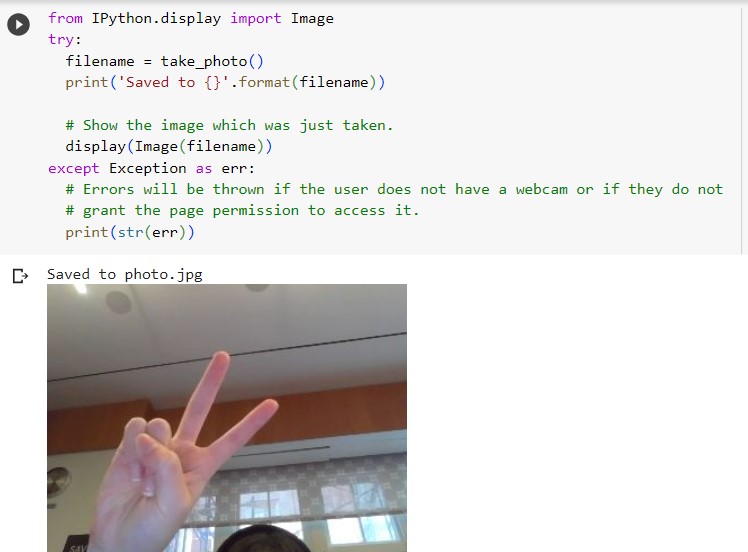 from IPython.display import Image
try:
  filename = take_photo()
  print('Saved to {}'.format(filename))

  # Show the image which was just taken.
  display(Image(filename))
except Exception as err:
  # Errors will be thrown if the user does not have a webcam or if they do not
  # grant the page permission to access it.
  print(str(err))
Saved to photo.jpg